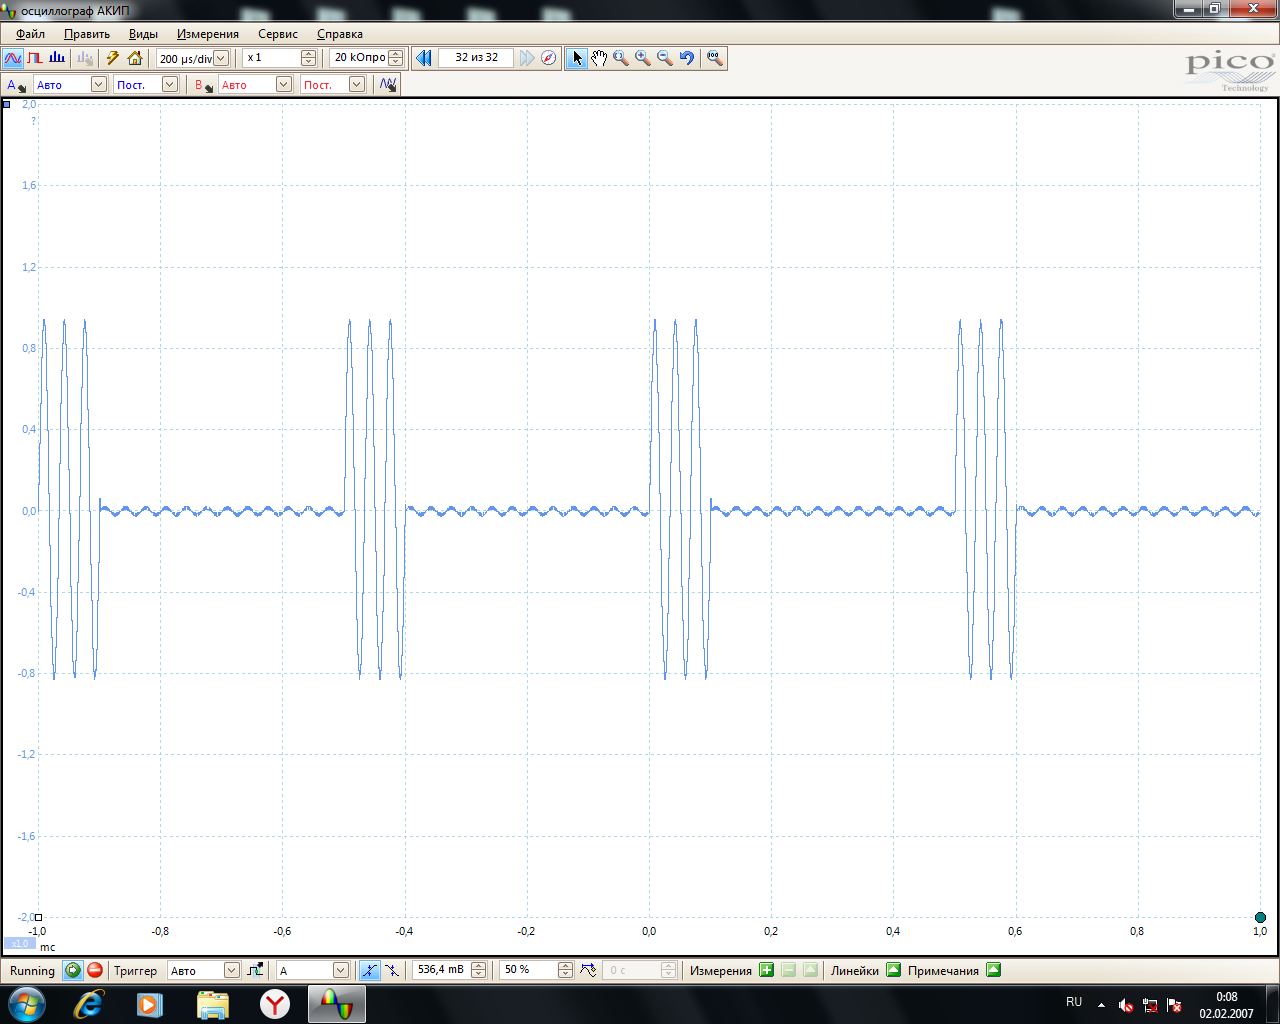 осциллограф АКИП
Файл Править Виды Измерения Сервис Справка
200 µs/div x 1 20 kОпро 32 из 32
pico
Technology
A Авто Пост. B Авто Пост.
2,0
?
1,6
1,2
0,8
0,4
0,0
-0,4
-0,8
-1,2
-1,6
-2,0
-1,0 -0,8 -0,6 -0,4 -0,2 0,0 0,2 0,4 0,6 0,8 1,0
x1,0 mc
Running Триггер Авто A 536,4 mВ 50 % 0 с Измерения Линейки Примечания
RU 0:08
02.02.2007